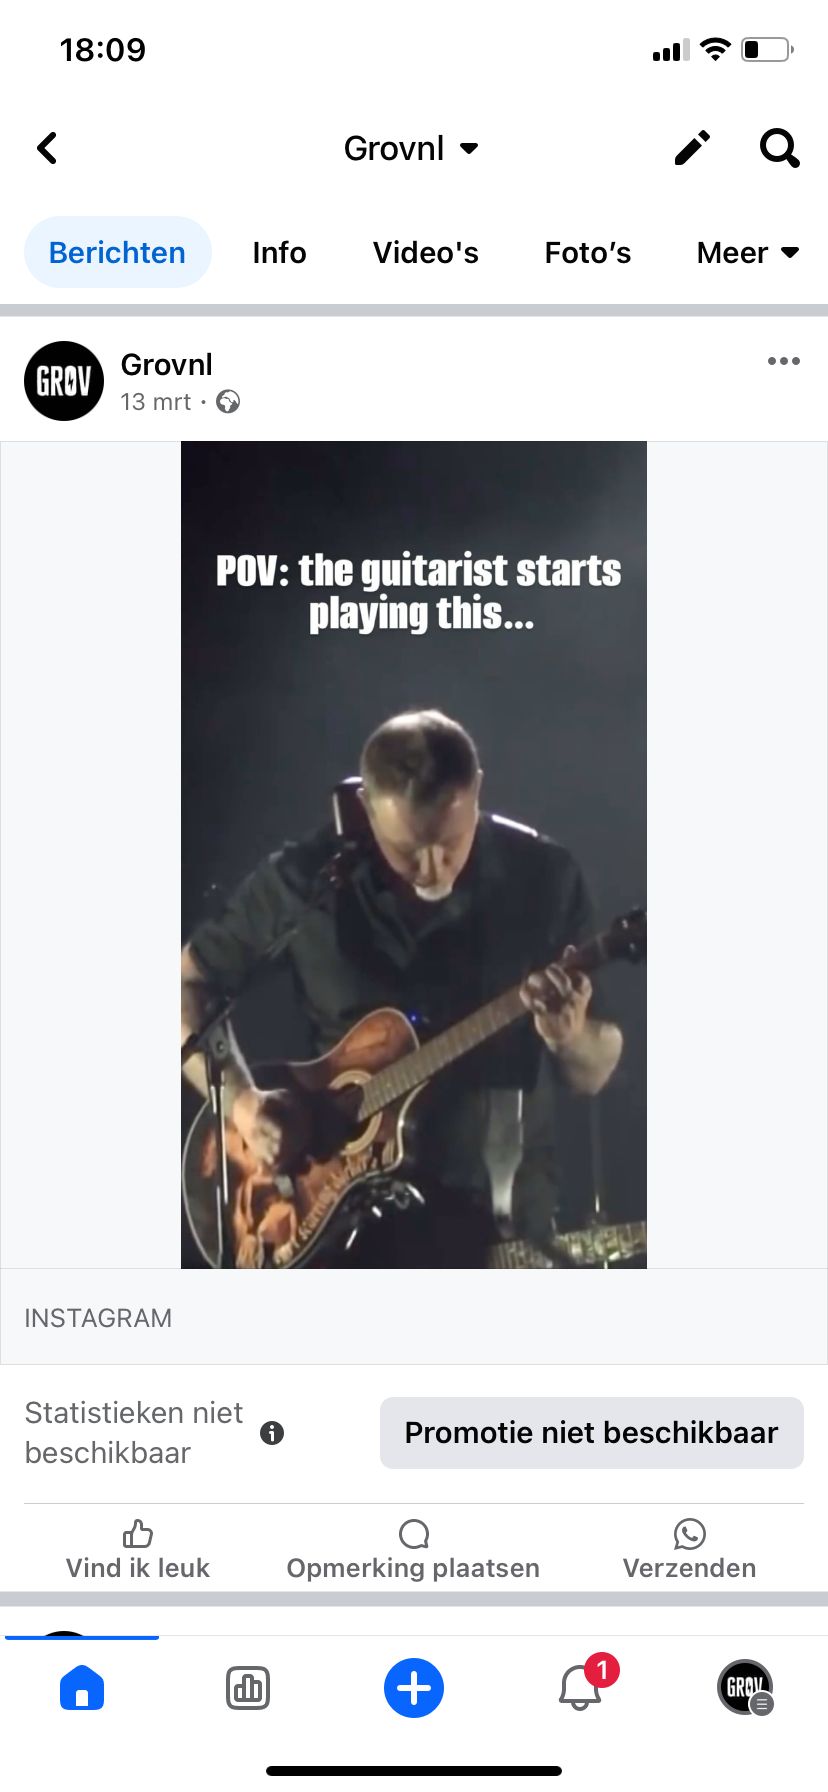 18:09
Grovnl
Berichten Info Video's Foto’s Meer
GRØV
Grovnl
13 mrt ·
POV: the guitarist starts
playing this...
INSTAGRAM
Statistieken niet
beschikbaar
Promotie niet beschikbaar
Vind ik leuk Opmerking plaatsen Verzenden
1
GRØV